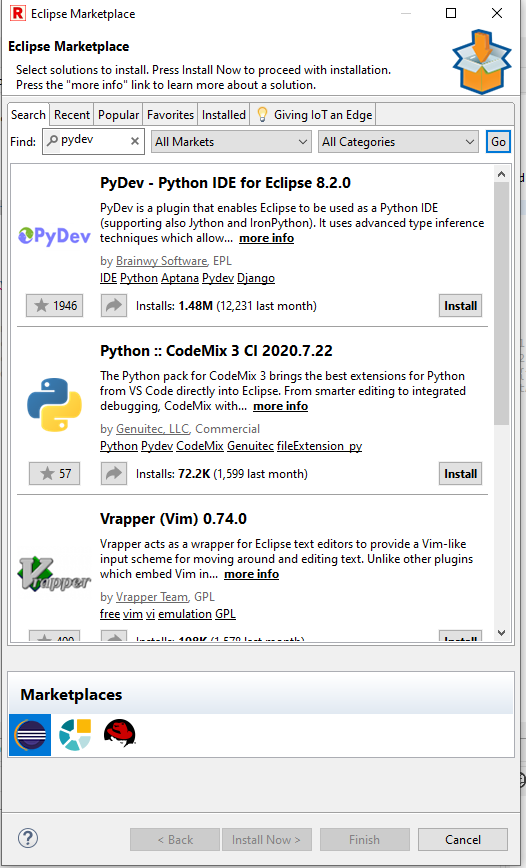 Eclipse Marketplace
Eclipse Marketplace
Select solutions to install. Press Install Now to proceed with installation.
Press the "more info" link to learn more about a solution.
Search Recent Popular Favorites Installed Giving IoT an Edge
Find: pydev All Markets All Categories Go
PyDev - Python IDE for Eclipse 8.2.0
PyDev is a plugin that enables Eclipse to be used as a Python IDE
(supporting also Jython and IronPython). It uses advanced type inference
techniques which allow... more info
PyDev
by Brainwy Software, EPL
IDE Python Aptana Pydev Django
1946 Installs: 1.48M (12,231 last month) Install
Python :: CodeMix 3 CI 2020.7.22
The Python pack for CodeMix 3 brings the best extensions for Python
from VS Code directly into Eclipse. From smarter editing to integrated
debugging, CodeMix with... more info
by Genuitec, LLC, Commercial
Python Pydev CodeMix Genuitec fileExtension_py
57 Installs: 72.2K (1,599 last month) Install
Vrapper (Vim) 0.74.0
Vrapper acts as a wrapper for Eclipse text editors to provide a Vim-like
input scheme for moving around and editing text. Unlike other plugins
which embed Vim in... more info
Vrapper
by Vrapper Team, GPL
free vim vi emulation GPL
Installs: 108K (1,578 last month) Install
Marketplaces
? < Back Install Now > Finish Cancel